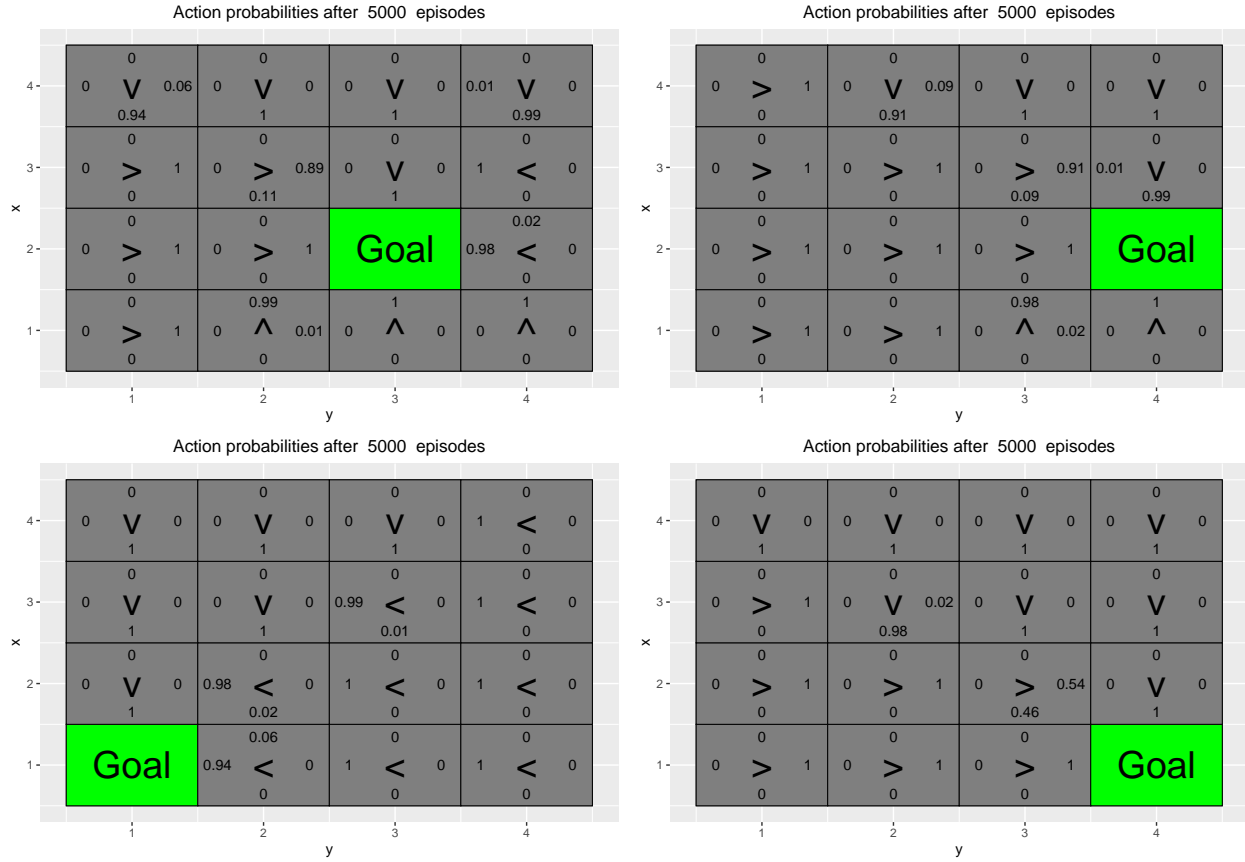 Action probabilities after 5000 episodes
0 0 0 0
4 0 V 0.06 0 V 0 0 V 0 0.01 V 0
0.94 1 1 0.99
0 0 0 0
3 0 > 1 0 > 0.89 0 V 0 1 < 0
0 0.11 1 0
x
0 0 0.02
2 0 > 1 0 > 1 Goal 0.98 < 0
0 0 0
0 0.99 1 1
1 0 > 1 0 ^ 0.01 0 ^ 0 0 ^ 0
0 0 0 0
1 2 3 4
y
Action probabilities after 5000 episodes
0 0 0 0
4 0 > 1 0 V 0.09 0 V 0 0 V 0
0 0.91 1 1
0 0 0 0
3 0 > 1 0 > 1 0 > 0.91 0.01 V 0
0 0 0.09 0.99
x
0 0 0
2 0 > 1 0 > 1 0 > 1 Goal
0 0 0
0 0 0.98 1
1 0 > 1 0 > 1 0 ^ 0.02 0 ^ 0
0 0 0 0
1 2 3 4
y
Action probabilities after 5000 episodes
0 0 0 0
4 0 V 0 0 V 0 0 V 0 1 < 0
1 1 1 0
0 0 0 0
3 0 V 0 0 V 0 0.99 < 0 1 < 0
1 1 0.01 0
x
0 0 0 0
2 0 V 0 0.98 < 0 1 < 0 1 < 0
1 0.02 0 0
0.06 0 0
1 Goal 0.94 < 0 1 < 0 1 < 0
0 0 0
1 2 3 4
y
Action probabilities after 5000 episodes
0 0 0 0
4 0 V 0 0 V 0 0 V 0 0 V 0
1 1 1 1
0 0 0 0
3 0 > 1 0 V 0.02 0 V 0 0 V 0
0 0.98 1 1
x
0 0 0 0
2 0 > 1 0 > 1 0 > 0.54 0 V 0
0 0 0.46 1
0 0 0
1 0 > 1 0 > 1 0 > 1 Goal
0 0 0
1 2 3 4
y